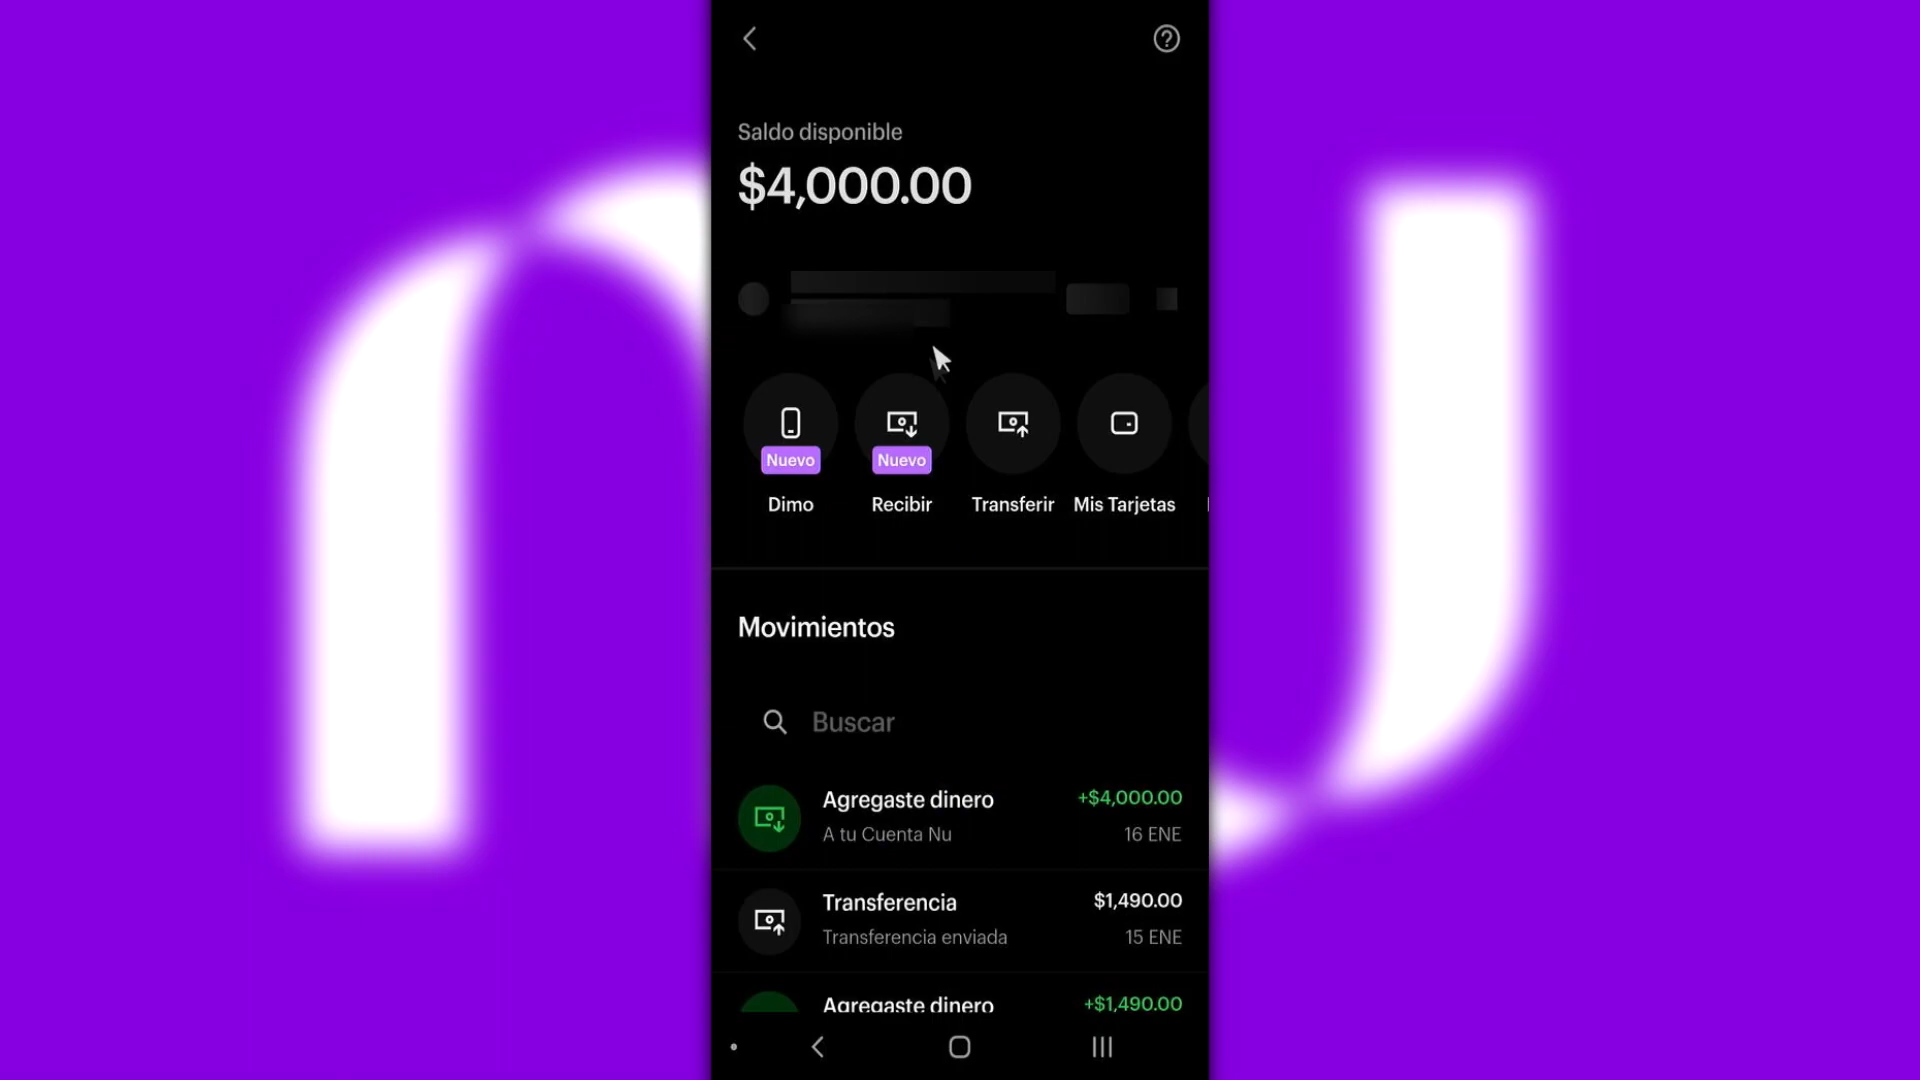 Saldo disponible
$4,000.00
Nuevo
Nuevo
Dimo
Recibir
Transferir
Mis Tarjetas
Movimientos
Buscar
Agregaste dinero
+$4,000.00
A tu Cuenta Nu
16 ENE
Transferencia
$1,490.00
Transferencia enviada
15 ENE
Agregaste dinero
+$1,490.00